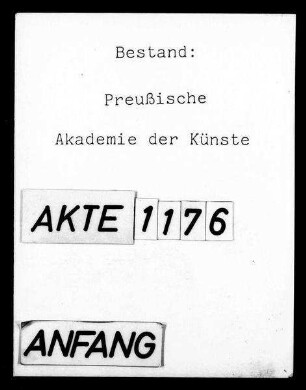 Bestand:
Preußische
Akademie der Künste
AKTE 1176
ANFANG